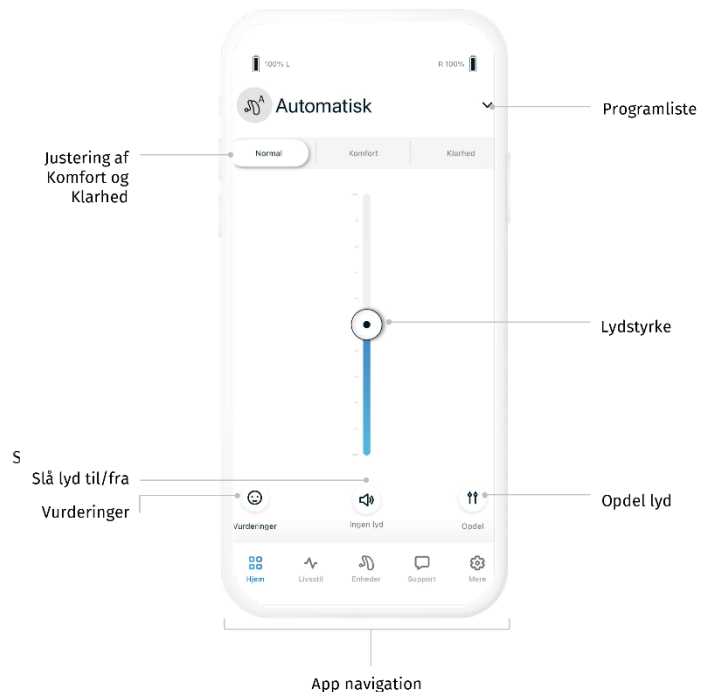 100% L
R 100%
Automatisk
Programliste
Normal
Komfort
Klarhed
Justering af
Komfort og
Klarhed
Lydstyrke
S
Slå lyd til/fra
Vurderinger
Opdel lyd
Vurderinger
Ingen lyd
Opdel
Hjem
Livsstil
Enheder
Support
Mere
App navigation